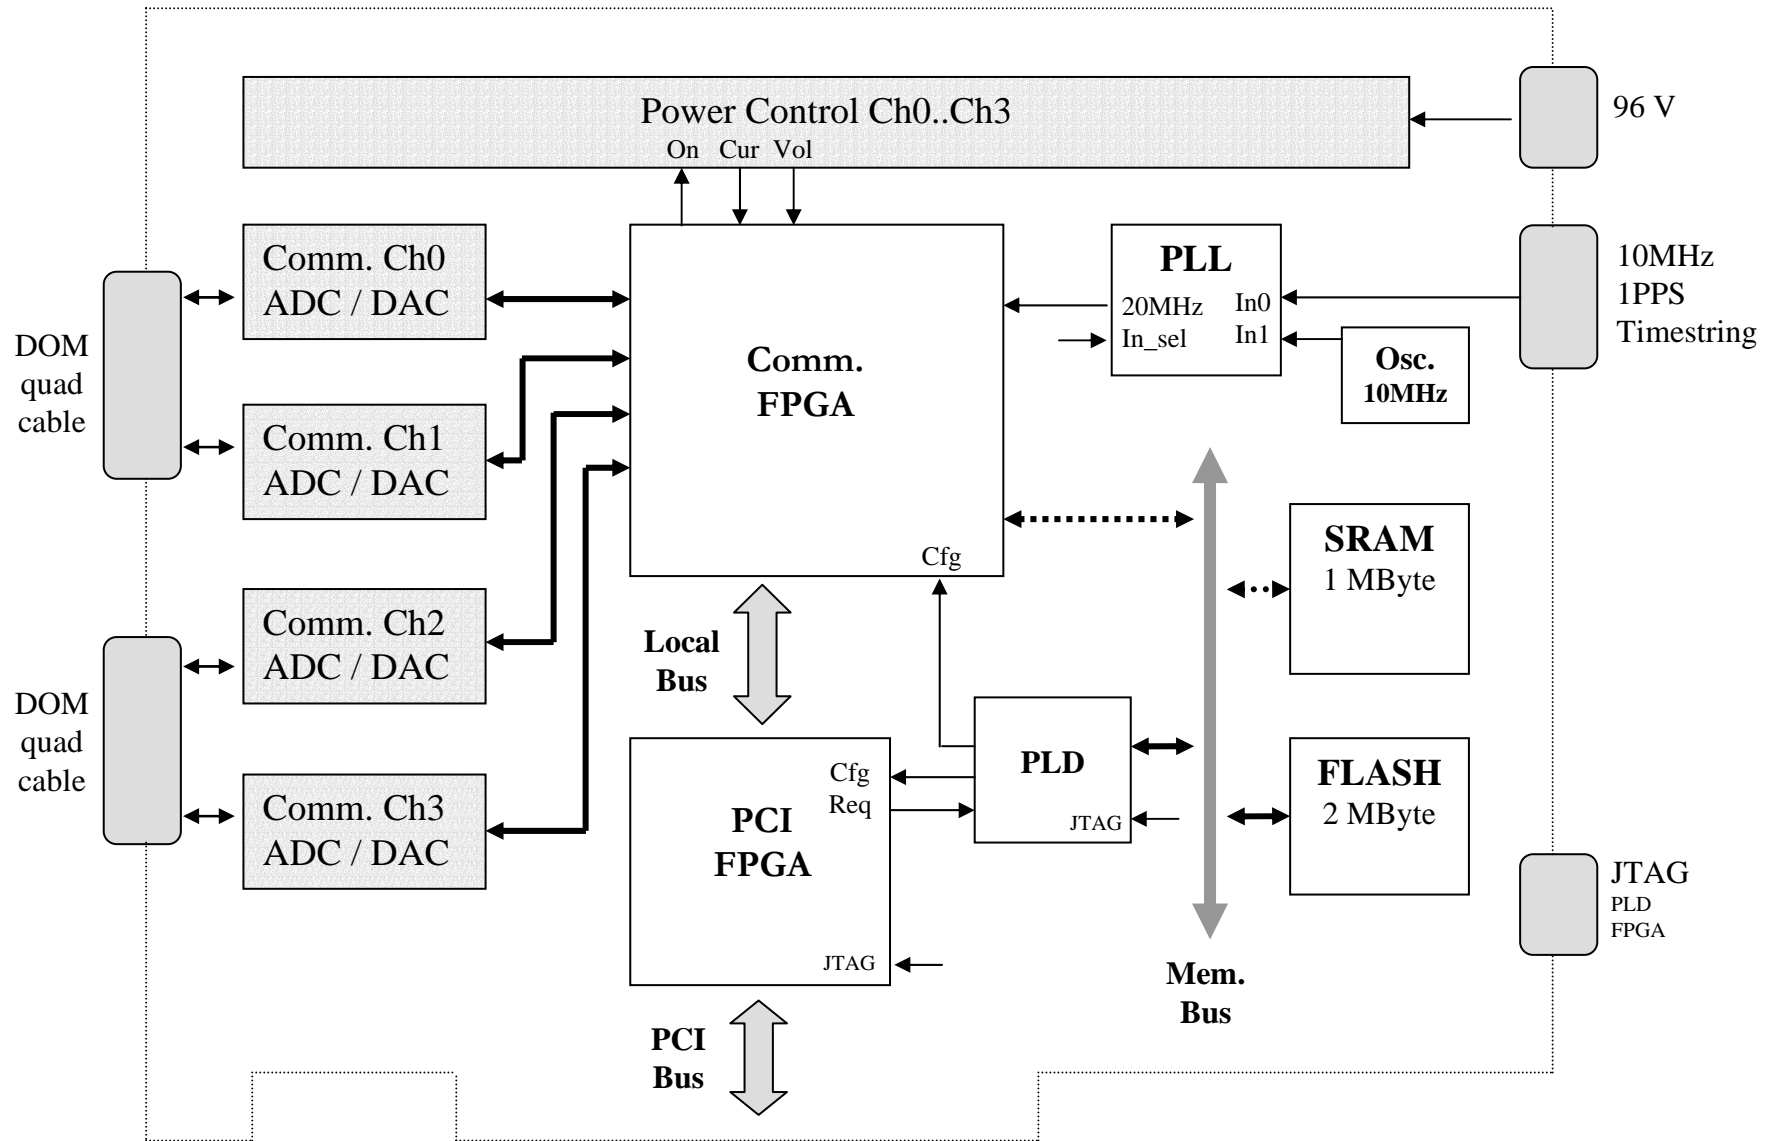 Power Control Ch0..Ch3
On Cur Vol
96 V
Comm. Ch0
ADC / DAC
Comm. Ch1
ADC / DAC
Comm. Ch2
ADC / DAC
Comm. Ch3
ADC / DAC
DOM
quad
cable
DOM
quad
cable
Comm.
FPGA
Cfg
PLL
20MHz In0
In_sel In1
Osc.
10MHz
10MHz
1PPS
Timestring
SRAM
1 MByte
Local
Bus
PLD
JTAG
FLASH
2 MByte
Cfg
Req
PCI
FPGA
JTAG
JTAG
PLD
FPGA
Mem.
Bus
PCI
Bus